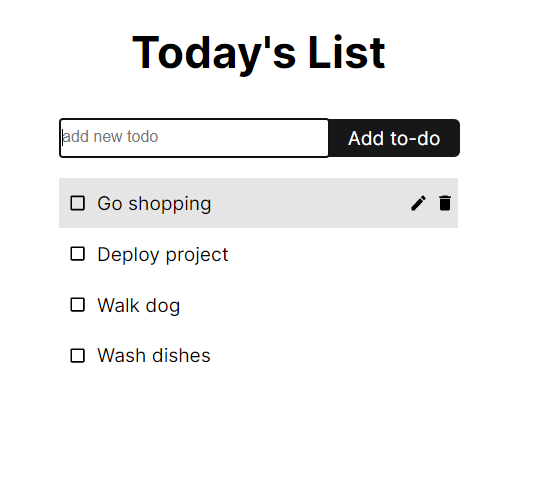 Today's List
add new todo Add to-do
Go shopping
Deploy project
Walk dog
Wash dishes